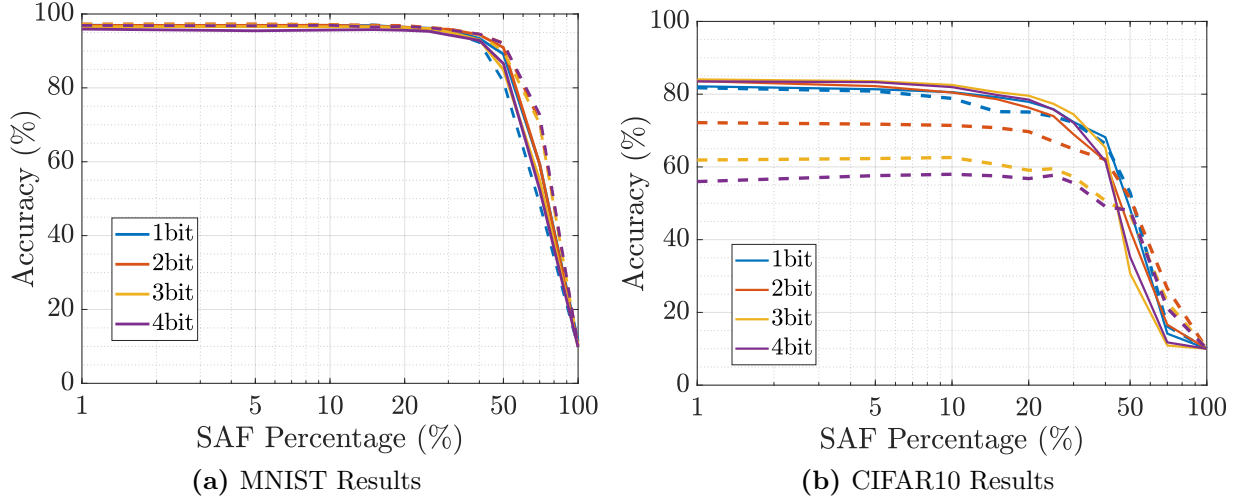 100
80
60
40
20
0
Accuracy (%)
1bit
2bit
3bit
4bit
1 5 10 20 50 100
SAF Percentage (%)
(a) MNIST Results
100
80
60
40
20
0
Accuracy (%)
1bit
2bit
3bit
4bit
1 5 10 20 50 100
SAF Percentage (%)
(b) CIFAR10 Results